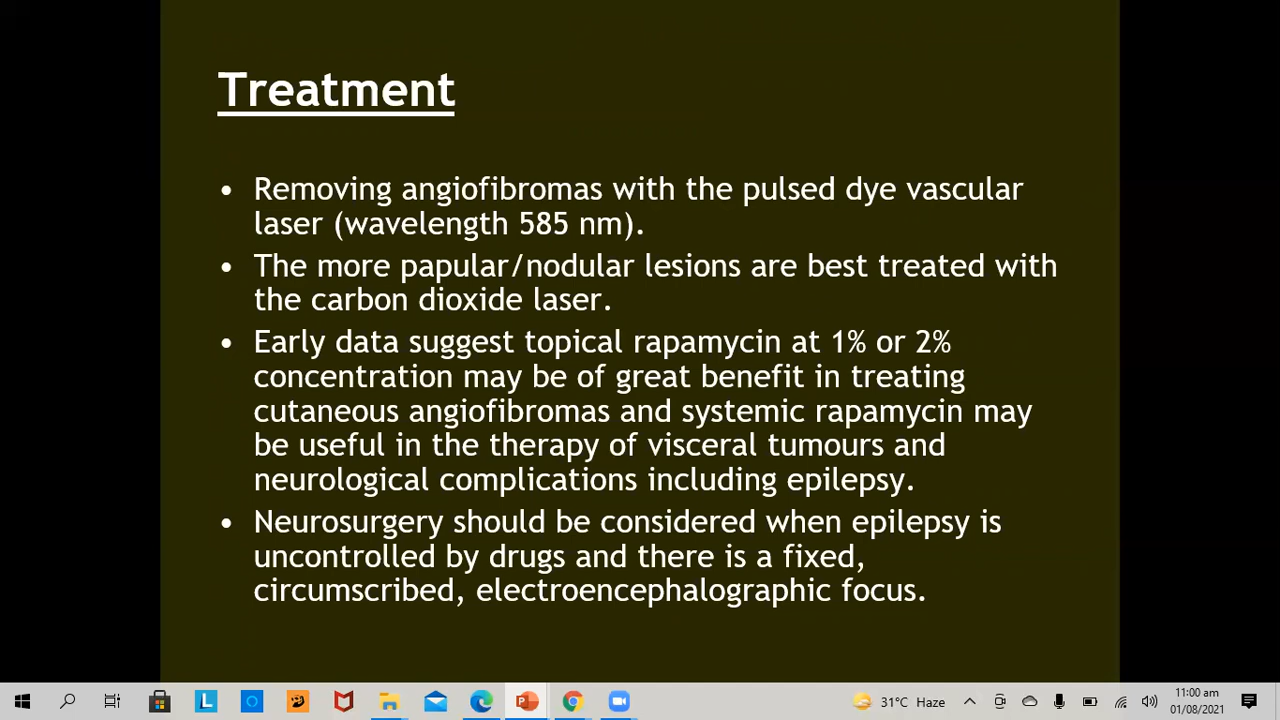 Treatment
• Removing angiofibromas with the pulsed dye vascular
laser (wavelength 585 nm).
• The more papular/nodular lesions are best treated with
the carbon dioxide laser.
• Early data suggest topical rapamycin at 1% or 2%
concentration may be of great benefit in treating
cutaneous angiofibromas and systemic rapamycin may
be useful in the therapy of visceral tumours and
neurological complications including epilepsy.
• Neurosurgery should be considered when epilepsy is
uncontrolled by drugs and there is a fixed,
circumscribed, electroencephalographic focus.
L
31°C Haze
11:00 am
01/08/2021